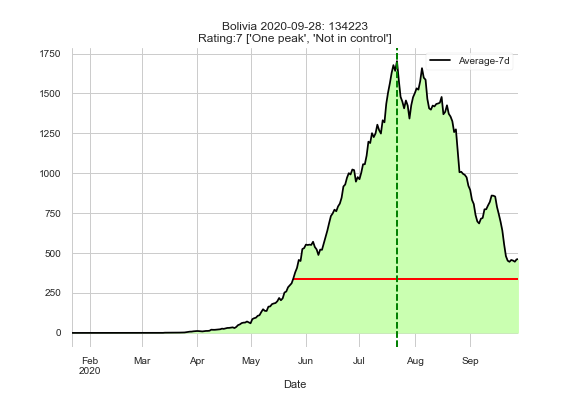 Bolivia 2020-09-28: 134223
Rating:7 ['One peak', 'Not in control']
Average-7d
1750
1500
1250
1000
750
500
250
0
Feb Mar Apr May Jun Jul Aug Sep
2020
Date